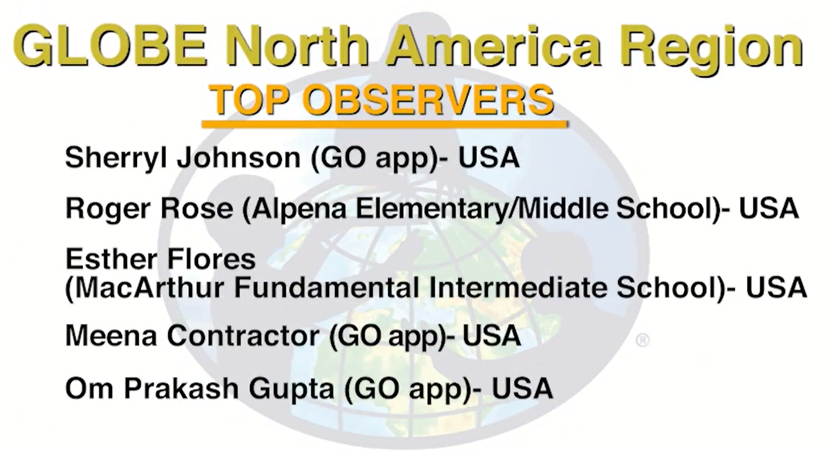 GLOBE North America Region
TOP OBSERVERS
Sherryl Johnson (GO app)- USA
Roger Rose (Alpena Elementary/Middle School)- USA
Esther Flores
(MacArthur Fundamental Intermediate School)- USA
Meena Contractor (GO app)- USA
Om Prakash Gupta (GO app)- USA
®